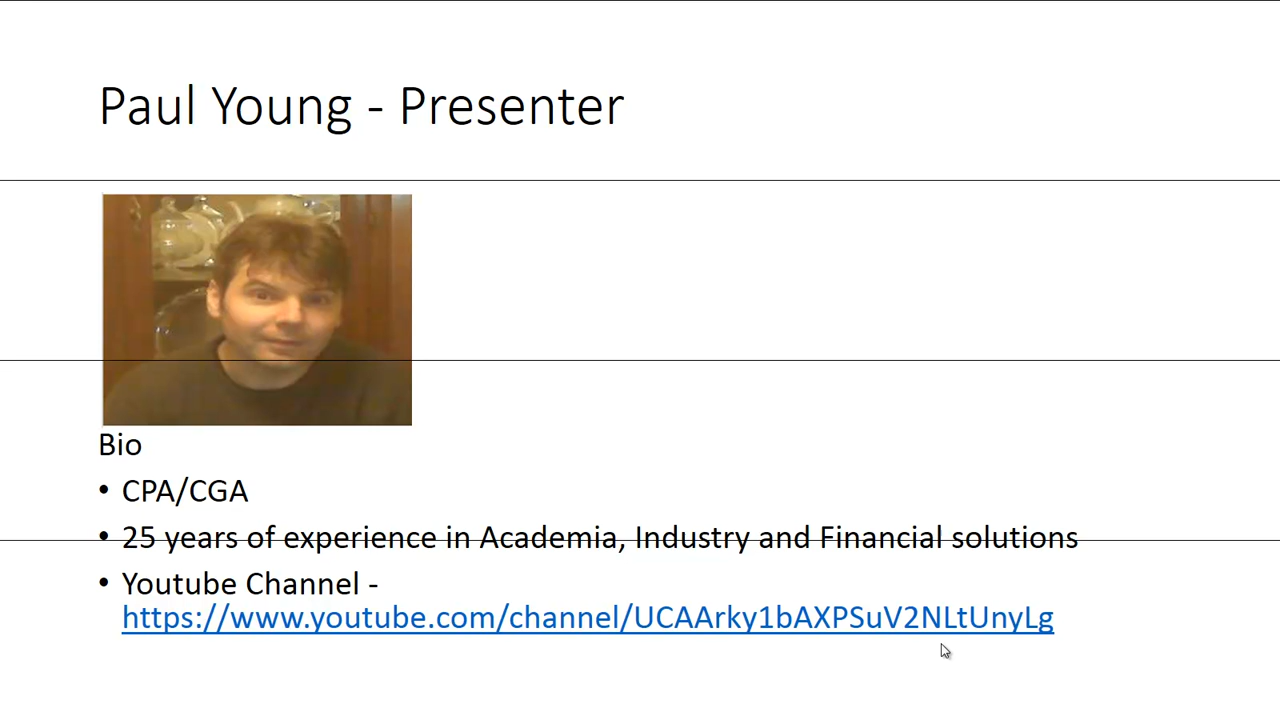 Paul Young - Presenter
Bio
• CPA/CGA
• 25 years of experience in Academia, Industry and Financial solutions
• Youtube Channel -
https://www.youtube.com/channel/UCAArky1bAXPSuV2NLtUnyLg